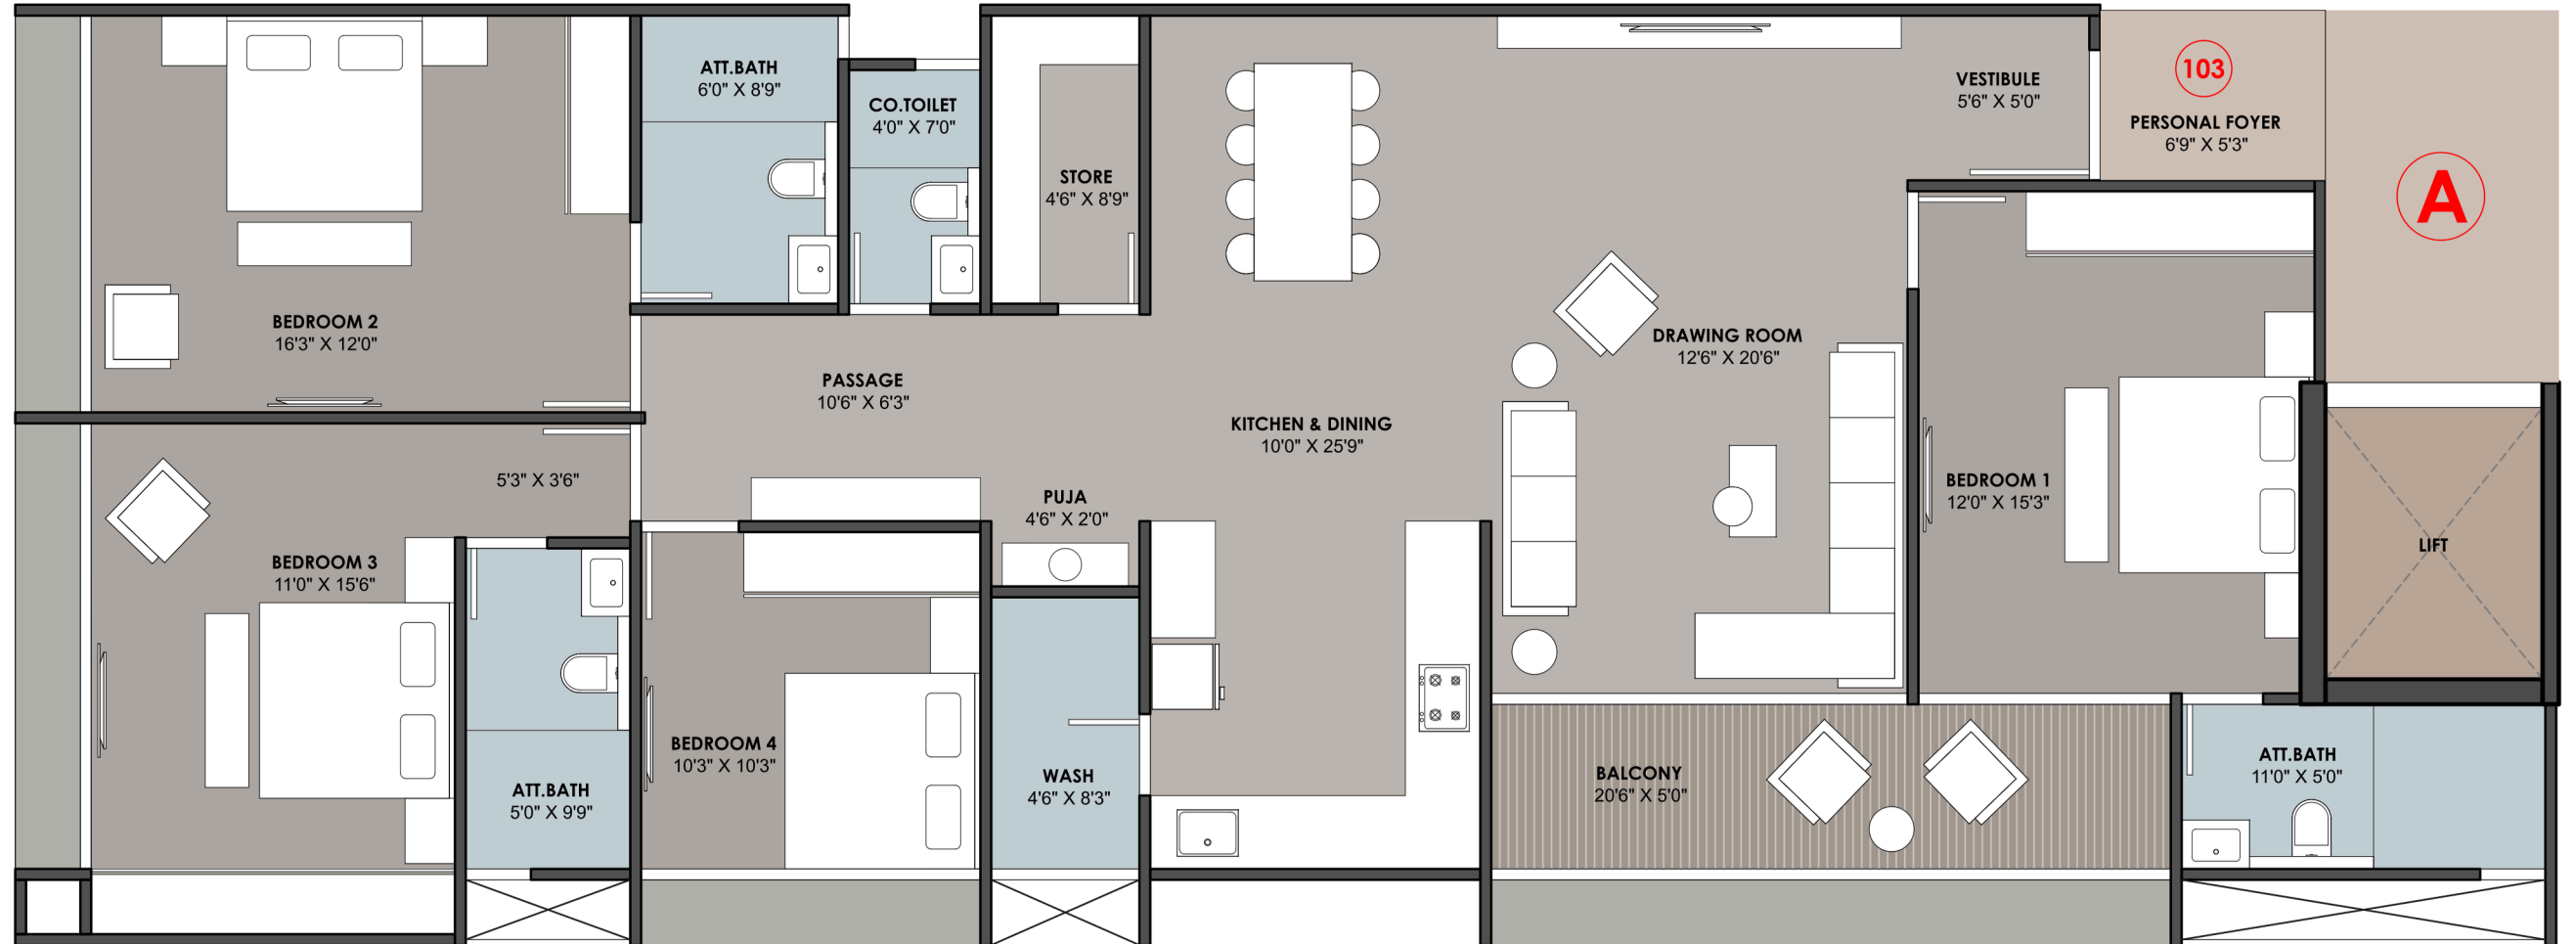 ATT.BATH
6'0" X 8'9"
CO.TOILET
4'0" X 7'0"
STORE
4'6" X 8'9"
VESTIBULE
5'6" X 5'0"
103
PERSONAL FOYER
6'9" X 5'3"
A
BEDROOM 2
16'3" X 12'0"
PASSAGE
10'6" X 6'3"
KITCHEN & DINING
10'0" X 25'9"
DRAWING ROOM
12'6" X 20'6"
5'3" X 3'6"
PUJA
4'6" X 2'0"
BEDROOM 1
12'0" X 15'3"
LIFT
BEDROOM 3
11'0" X 15'6"
ATT.BATH
5'0" X 9'9"
BEDROOM 4
10'3" X 10'3"
WASH
4'6" X 8'3"
BALCONY
20'6" X 5'0"
ATT.BATH
11'0" X 5'0"